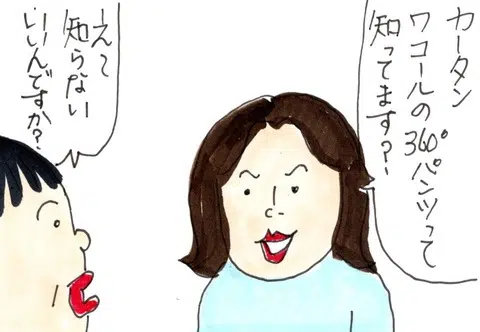 カータン
ワコールの360°パンツって
知ってます?
えー
知らない
いいんですか?